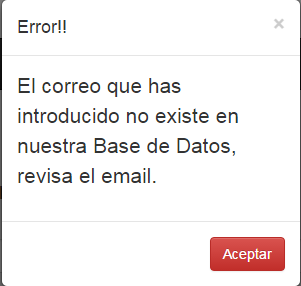 Error!!
×
El correo que has
introducido no existe en
nuestra Base de Datos,
revisa el email.
Aceptar